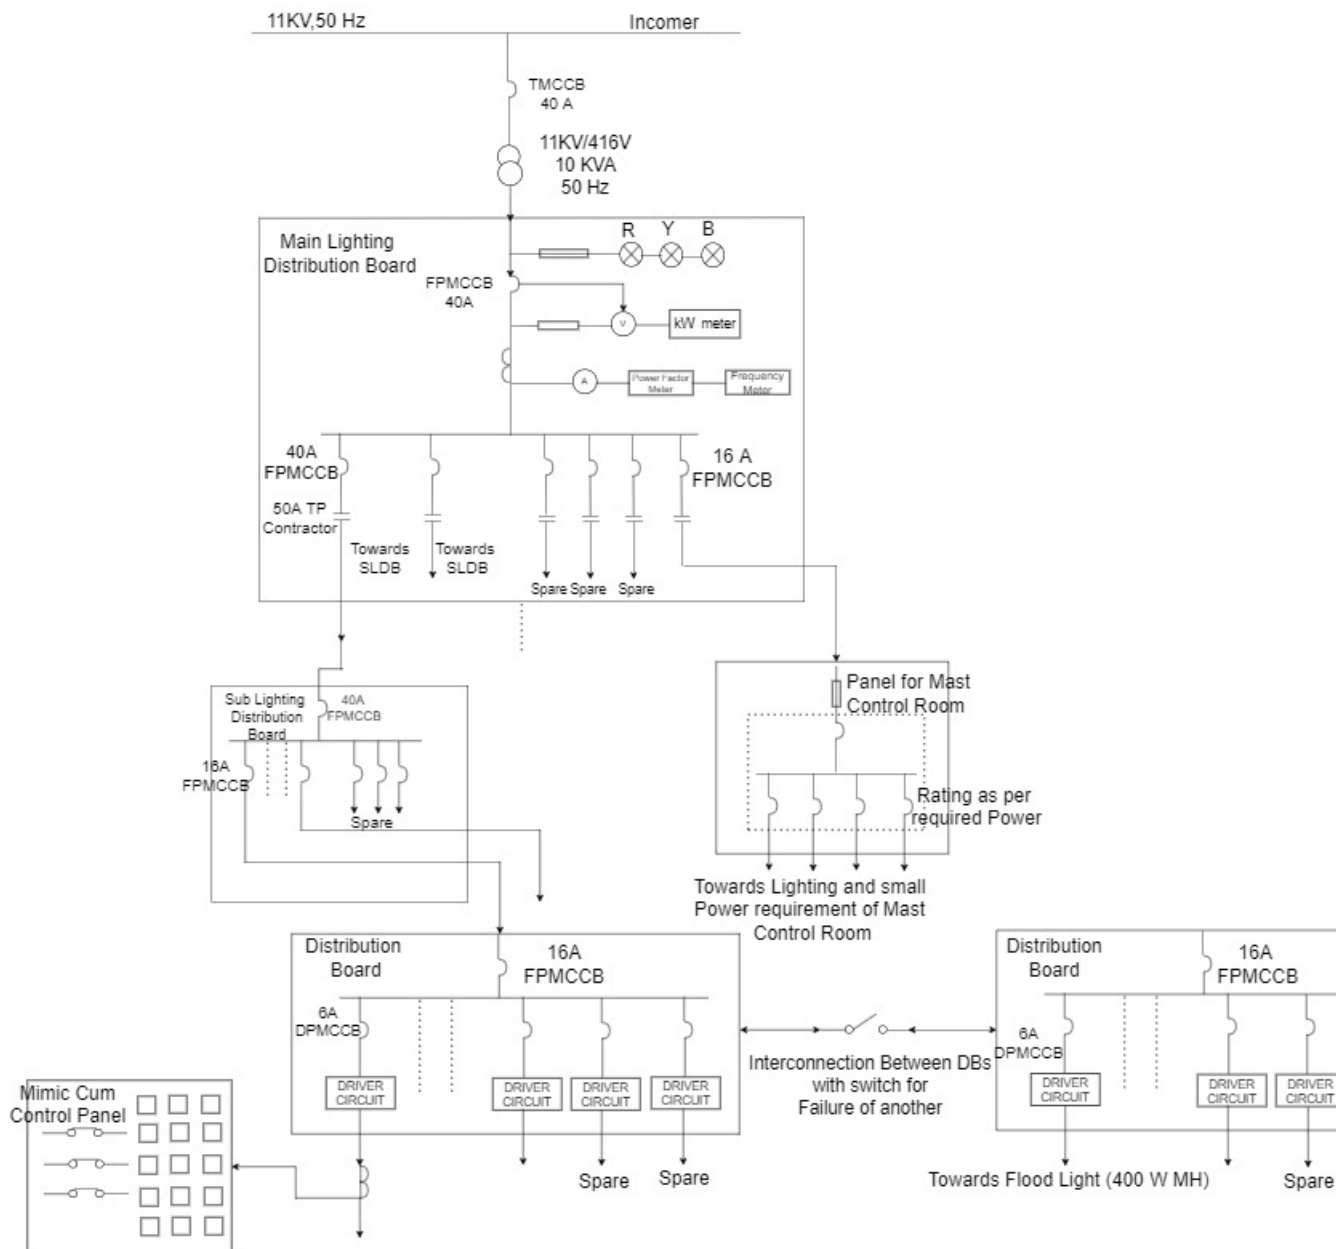 11KV,50 Hz
Incomer
TMCCB
40 A
11KV/416V
10 KVA
50 Hz
Main Lighting
Distribution Board
R Y B
FPMCCB
40A
V
kW meter
A
Power Factor
Meter
Frequency
Meter
40A
FPMCCB
16 A
FPMCCB
50A TP
Contractor
Towards
SLDB
Towards
SLDB
Spare Spare Spare
Sub Lighting
Distribution
Board
40A
FPMCCB
16A
FPMCCB
Spare
Panel for Mast
Control Room
Rating as per
required Power
Towards Lighting and small
Power requirement of Mast
Control Room
Distribution
Board
16A
FPMCCB
6A
DPMCCB
DRIVER
CIRCUIT
DRIVER
CIRCUIT
DRIVER
CIRCUIT
DRIVER
CIRCUIT
Spare
Spare
Interconnection Between DBs
with switch for
Failure of another
Distribution
Board
16A
FPMCCB
6A
DPMCCB
DRIVER
CIRCUIT
DRIVER
CIRCUIT
DRIVER
CIRCUIT
Towards Flood Light (400 W MH)
Spare
Mimic Cum
Control Panel